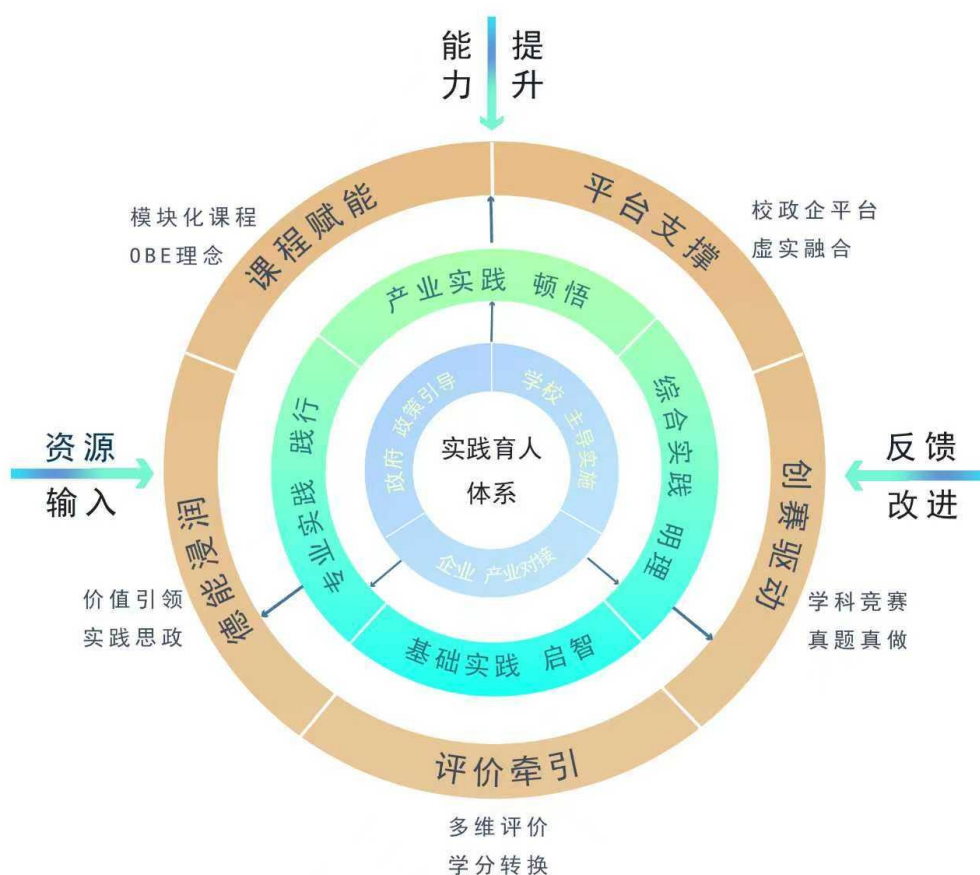 能力 提升
课程赋能
平台支撑
模块化课程
OBE理念
校政企平台
虚实融合
产业实践 顿悟
政府 政策引导
学校 主导实施
企业 产业对接
实践育人
体系
专业实践 践行
综合实践 明理
基础实践 启智
资源
输入
反馈
改进
德能浸润
创赛驱动
价值引领
实践思政
学科竞赛
真题真做
评价牵引
多维评价
学分转换